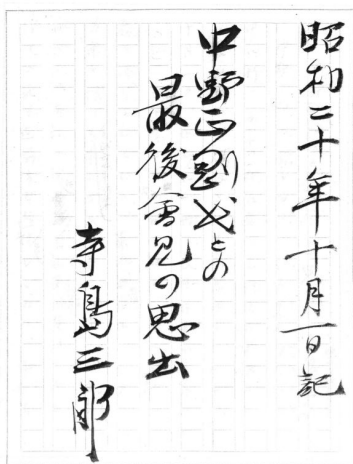 昭和二十年十月一日記
中野正剛氏との
最後會見の思出
寺島三郎